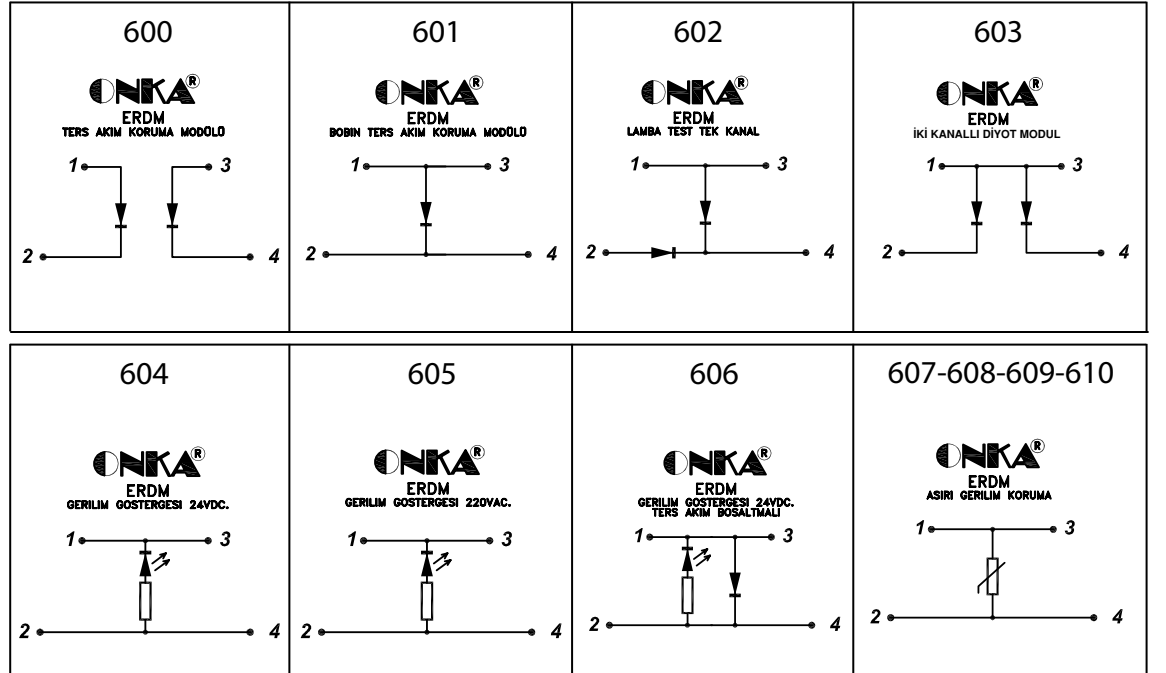 600
ONKA®
ERDM
TERS AKIM KORUMA MODÜLÜ
1
3
2
4
601
ONKA®
ERDM
BOBIN TERS AKIM KORUMA MODÜLÜ
1
3
2
4
602
ONKA®
ERDM
LAMBA TEST TEK KANAL
1
3
2
4
603
ONKA®
ERDM
İKİ KANALLI DİYOT MODUL
1
3
2
4
604
ONKA®
ERDM
GERILIM GOSTERGESI 24VDC.
1
3
2
4
605
ONKA®
ERDM
GERILIM GOSTERGESI 220VAC.
1
3
2
4
606
ONKA®
ERDM
GERILIM GOSTERGESI 24VDC.
TERS AKIM BOSALTMALI
1
3
2
4
607-608-609-610
ONKA®
ERDM
ASIRI GERILIM KORUMA
1
3
2
4